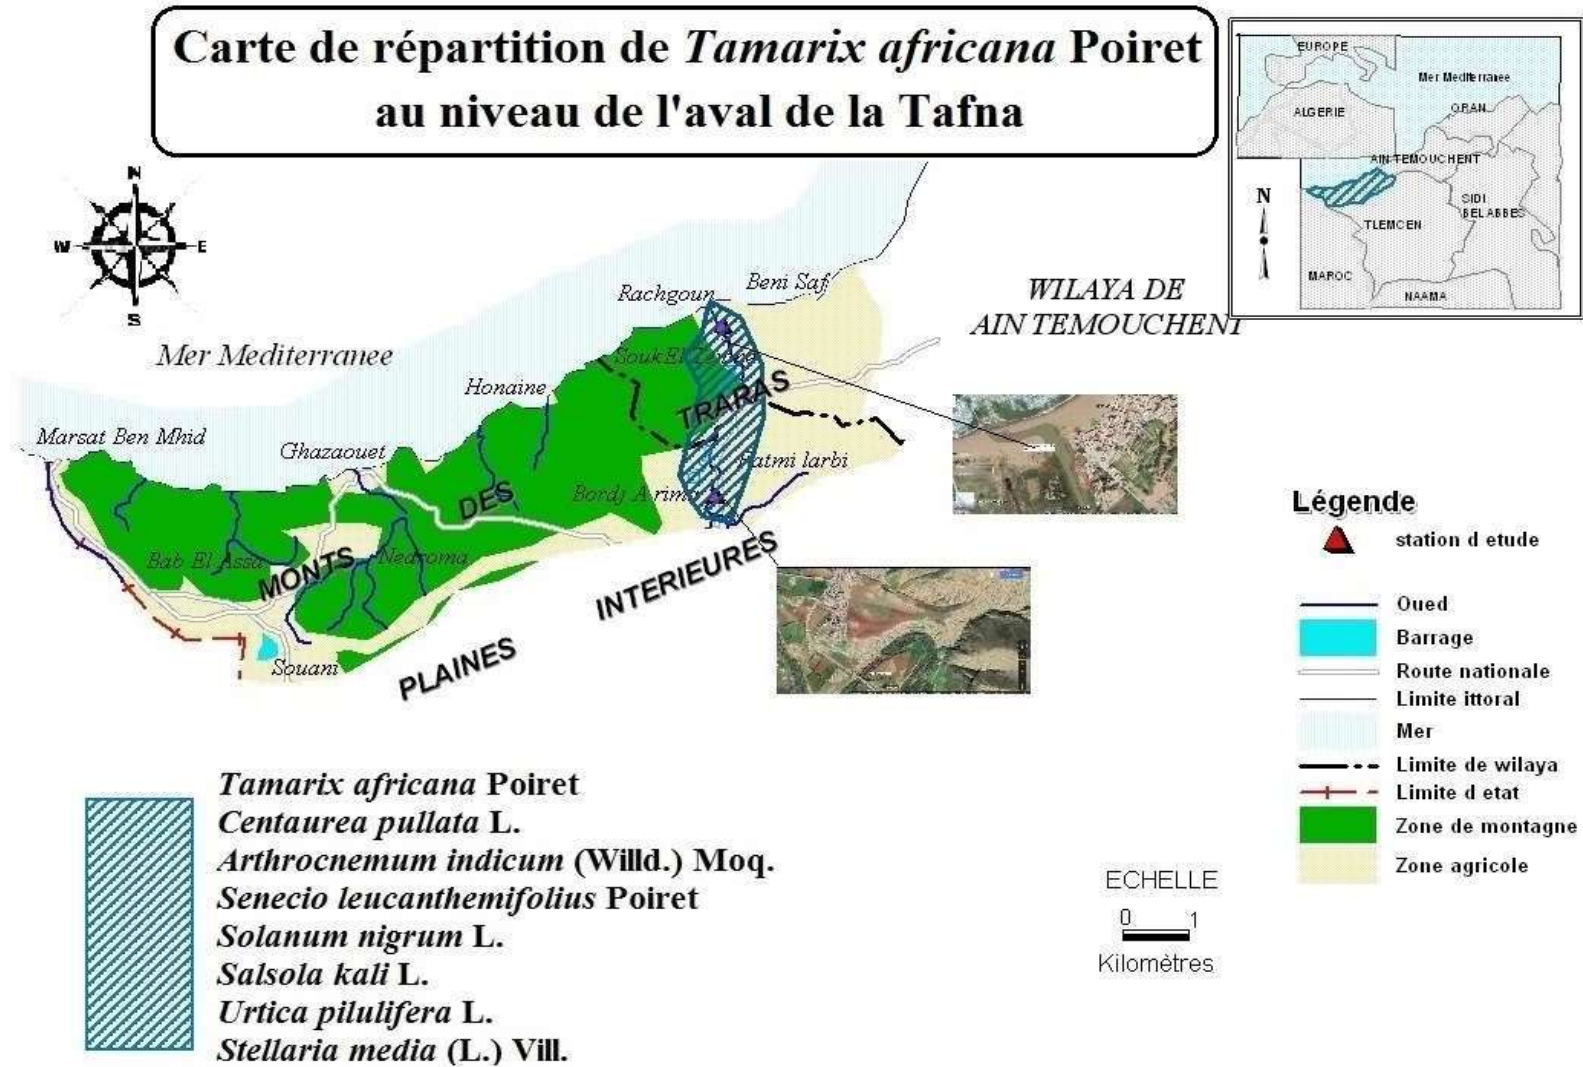 Carte de répartition de Tamarix africana Poiret
au niveau de l'aval de la Tafna
EUROPE
Mer Mediterranee
ORAN
ALGERIE
AIN TEMOUCHENT
SIDI
BEL ABBES
TLEMCEN
MAROC
NAAMA
N
N
W
E
S
Mer Mediterranee
Rachgoun
Beni Saf
WILAYA DE
AIN TEMOUCHENT
Souk El
Honaine
TRARAS
Marsat Ben Mhid
Ghazaouet
Fatmi larbi
DES
Bordj Arima
Bab El Assa
MONTS
Nedroma
INTERIEURES
PLAINES
Souani
Légende
station d etude
Oued
Barrage
Route nationale
Limite ittoral
Mer
Limite de wilaya
Limite d etat
Zone de montagne
Zone agricole
ECHELLE
0 1
Kilomètres
Tamarix africana Poiret
Centaurea pullata L.
Arthrocnemum indicum (Willd.) Moq.
Senecio leucanthemifolius Poiret
Solanum nigrum L.
Salsola kali L.
Urtica pilulifera L.
Stellaria media (L.) Vill.